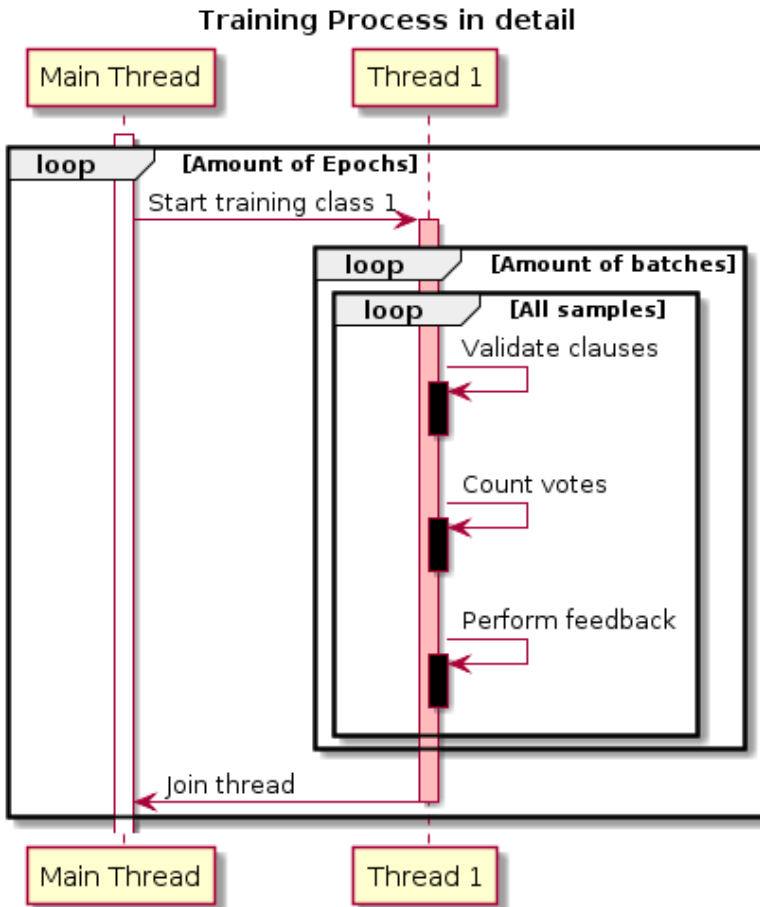 Training Process in detail
Main Thread
Thread 1
loop [Amount of Epochs]
Start training class 1
loop [Amount of batches]
loop [All samples]
Validate clauses
Count votes
Perform feedback
Join thread
Main Thread
Thread 1